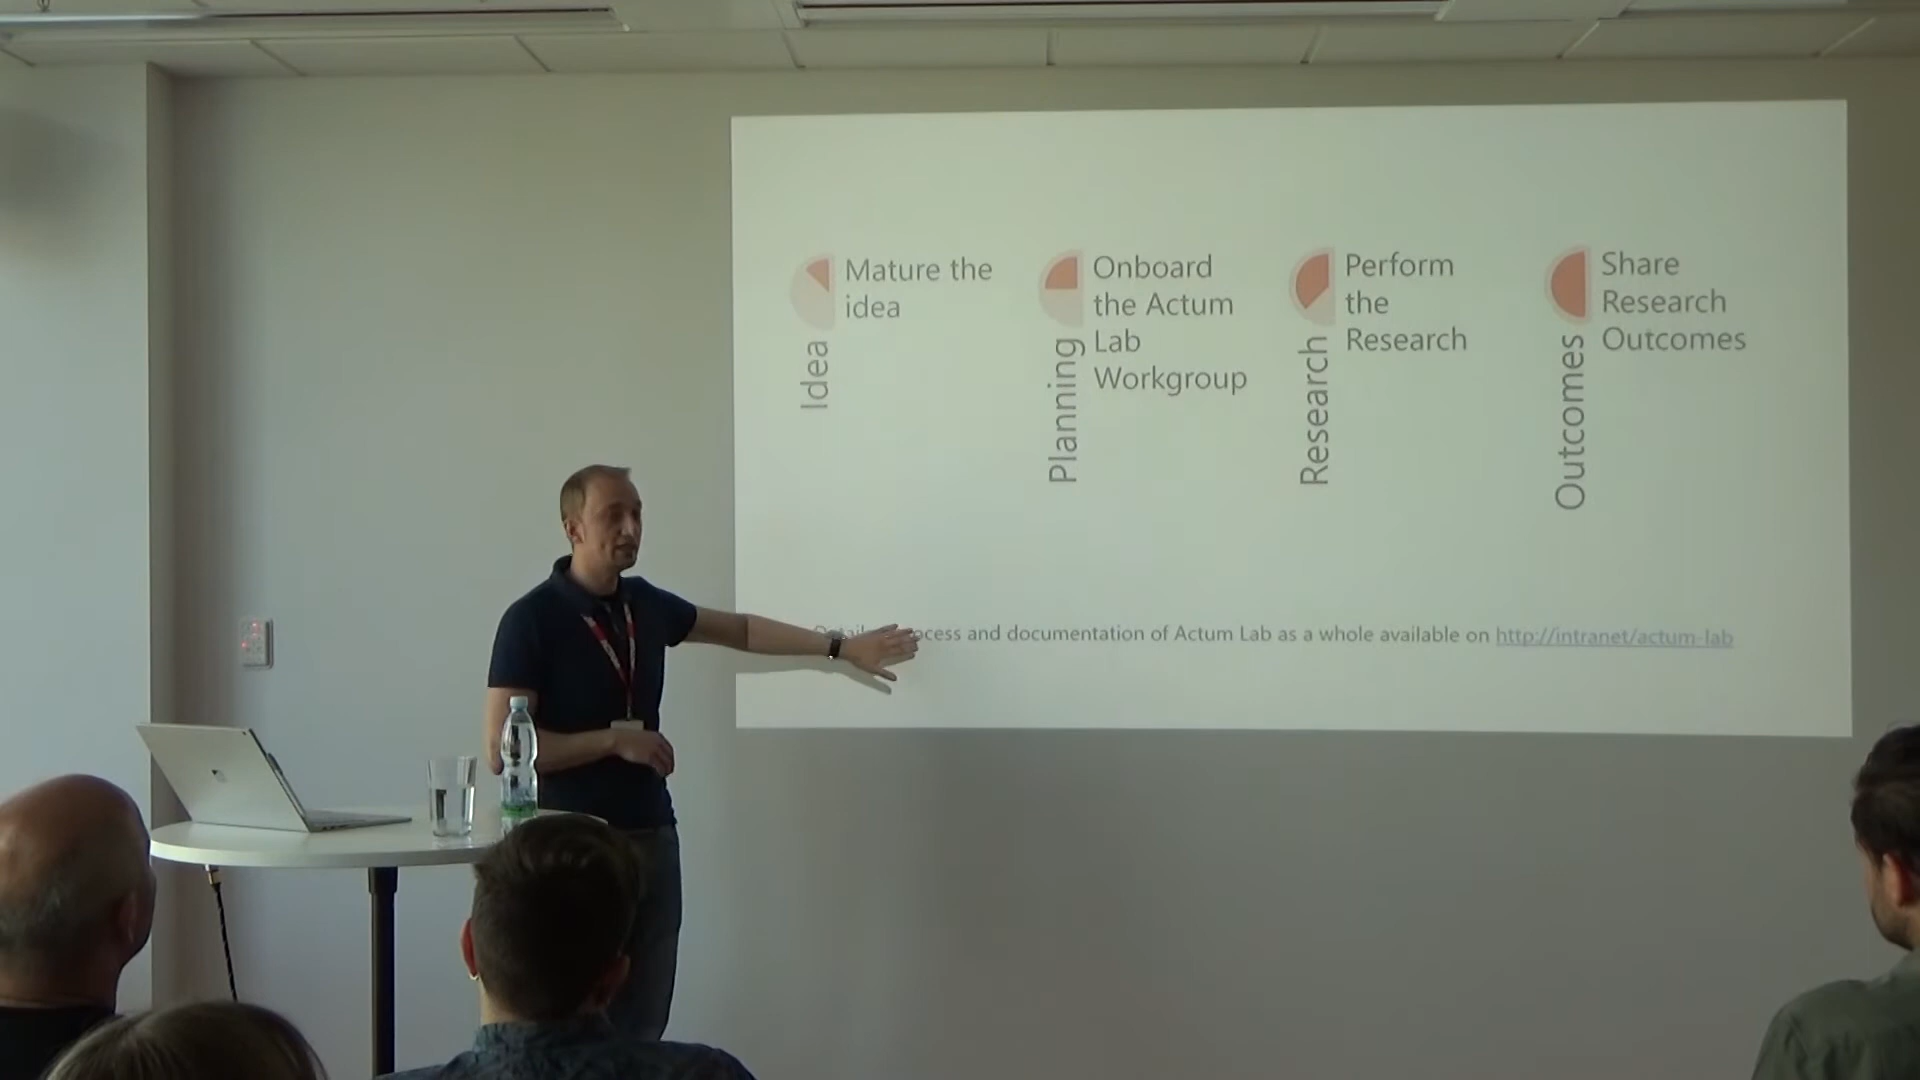 Mature the
idea
Idea
Onboard
the Actum
Lab
Workgroup
Planning
Perform
the
Research
Research
Share
Research
Outcomes
Outcomes
and documentation of Actum Lab as a whole available on http://intranet/actum-lab